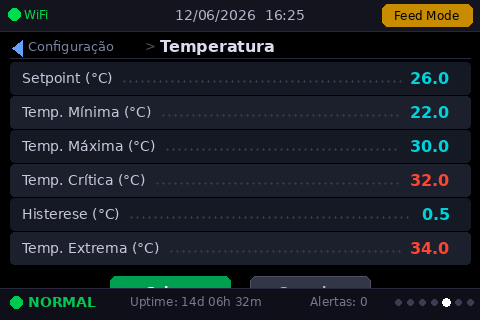 WiFi 12/06/2026 16:25 Feed Mode
Configuração > Temperatura
Setpoint (°C) 26.0
Temp. Mínima (°C) 22.0
Temp. Máxima (°C) 30.0
Temp. Crítica (°C) 32.0
Histerese (°C) 0.5
Temp. Extrema (°C) 34.0
NORMAL Uptime: 14d 06h 32m Alertas: 0